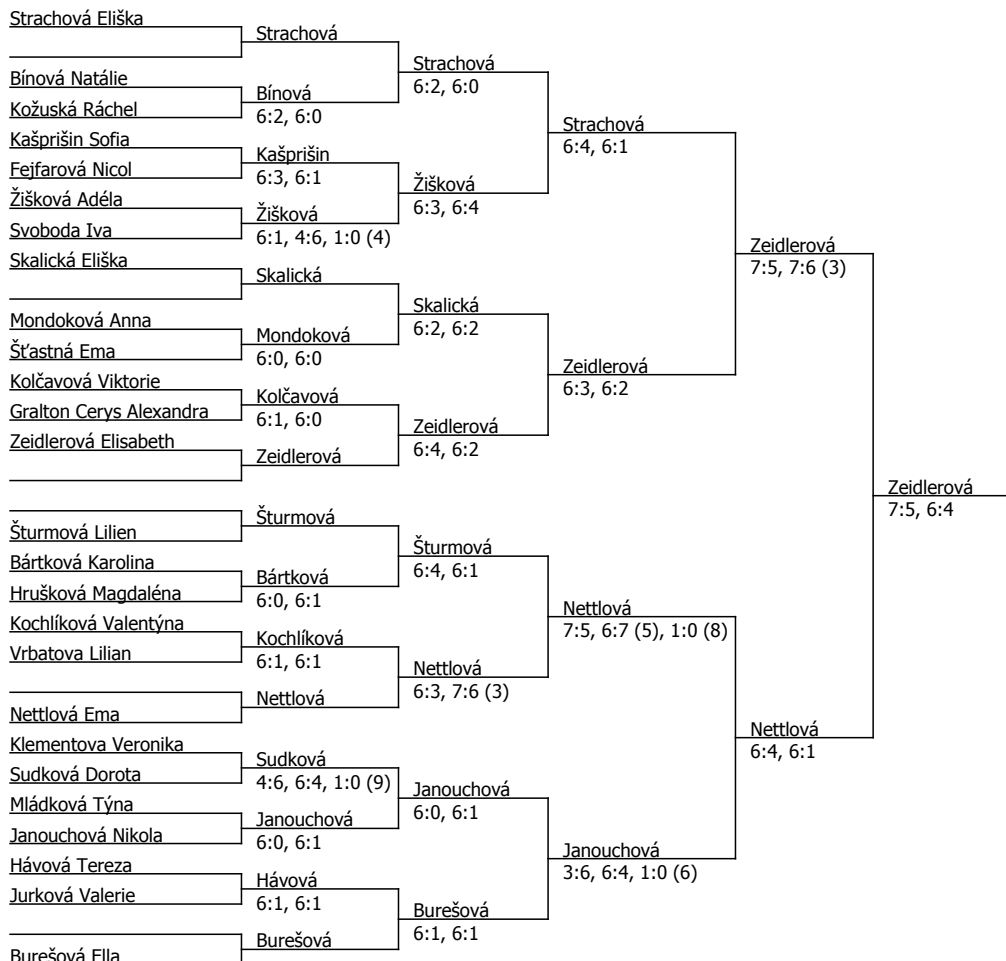 Strachová Eliška
Bínová Natálie
Kožuská Ráchel
Kašprišin Sofia
Fejfarová Nicol
Žišková Adéla
Svoboda Iva
Skalická Eliška
Mondoková Anna
Šťastná Ema
Kolčavová Viktorie
Gralton Cerys Alexandra
Zeidlerová Elisabeth
Šturmová Lilien
Bártková Karolina
Hrušková Magdaléna
Kochlíková Valentýna
Vrbatova Lilian
Nettlová Ema
Klementova Veronika
Sudková Dorota
Mládková Týna
Janouchová Nikola
Hávová Tereza
Jurková Valerie
Burešová Ella
Strachová
Bínová
6:2, 6:0
Kašprišin
6:3, 6:1
Žišková
6:1, 4:6, 1:0 (4)
Skalická
Mondoková
6:0, 6:0
Kolčavová
6:1, 6:0
Zeidlerová
Šturmová
Bártková
6:0, 6:1
Kochlíková
6:1, 6:1
Nettlová
Sudková
4:6, 6:4, 1:0 (9)
Janouchová
6:0, 6:1
Hávová
6:1, 6:1
Burešová
Strachová
6:2, 6:0
Žišková
6:3, 6:4
Skalická
6:2, 6:2
Zeidlerová
6:4, 6:2
Šturmová
6:4, 6:1
Nettlová
6:3, 7:6 (3)
Janouchová
6:0, 6:1
Burešová
6:1, 6:1
Strachová
6:4, 6:1
Zeidlerová
6:3, 6:2
Nettlová
7:5, 6:7 (5), 1:0 (8)
Janouchová
3:6, 6:4, 1:0 (6)
Zeidlerová
7:5, 7:6 (3)
Nettlová
6:4, 6:1
Zeidlerová
7:5, 6:4